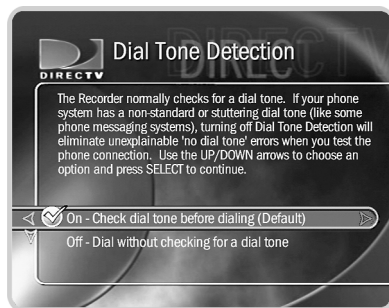 DIRECTV
Dial Tone Detection
The Recorder normally checks for a dial tone. If your phone
system has a non-standard or stuttering dial tone (like some
phone messaging systems), turning off Dial Tone Detection will
eliminate unexplainable 'no dial tone' errors when you test the
phone connection. Use the UP/DOWN arrows to choose an
option and press SELECT to continue.
On - Check dial tone before dialing (Default)
Off - Dial without checking for a dial tone